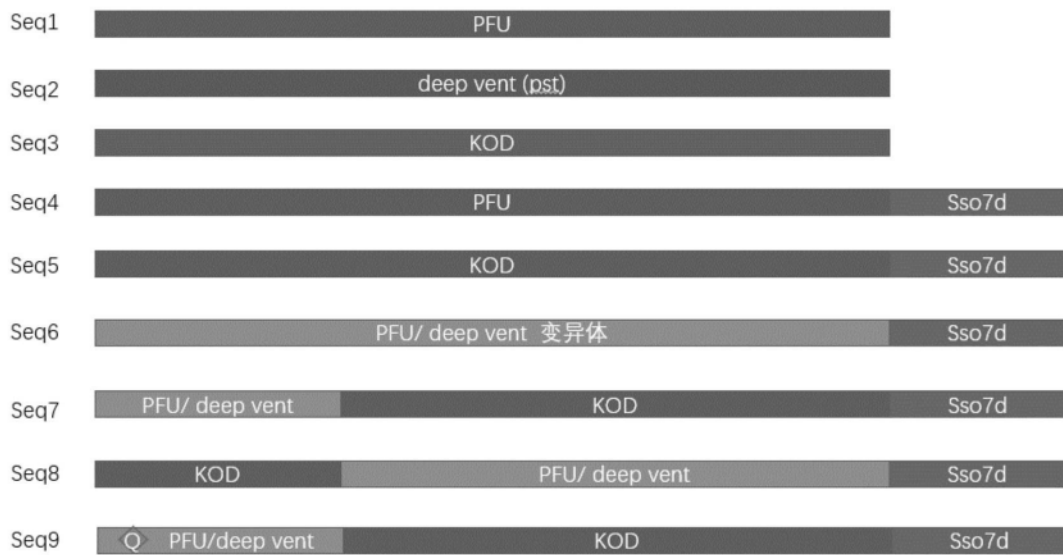 Seq1 PFU
Seq2 deep vent (pst)
Seq3 KOD
Seq4 PFU Sso7d
Seq5 KOD Sso7d
Seq6 PFU/ deep vent 变异体 Sso7d
Seq7 PFU/ deep vent KOD Sso7d
Seq8 KOD PFU/ deep vent Sso7d
Seq9 Q PFU/deep vent KOD Sso7d